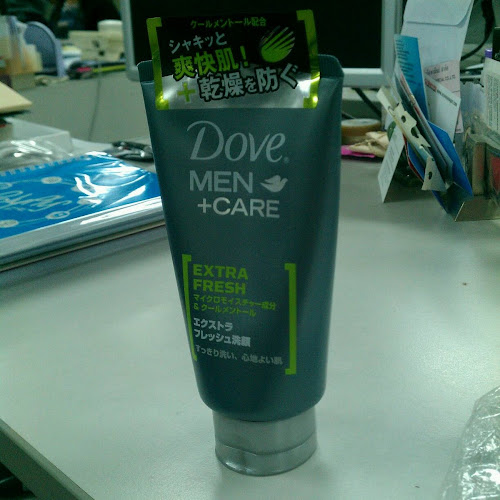 クールメントール配合
シャキッと
爽快肌!
+乾燥を防ぐ
Dove
MEN
+CARE
EXTRA
FRESH
マイクロモイスチャー成分
& クールメントール
エクストラ
フレッシュ洗顔
すっきり洗い、心地よい肌